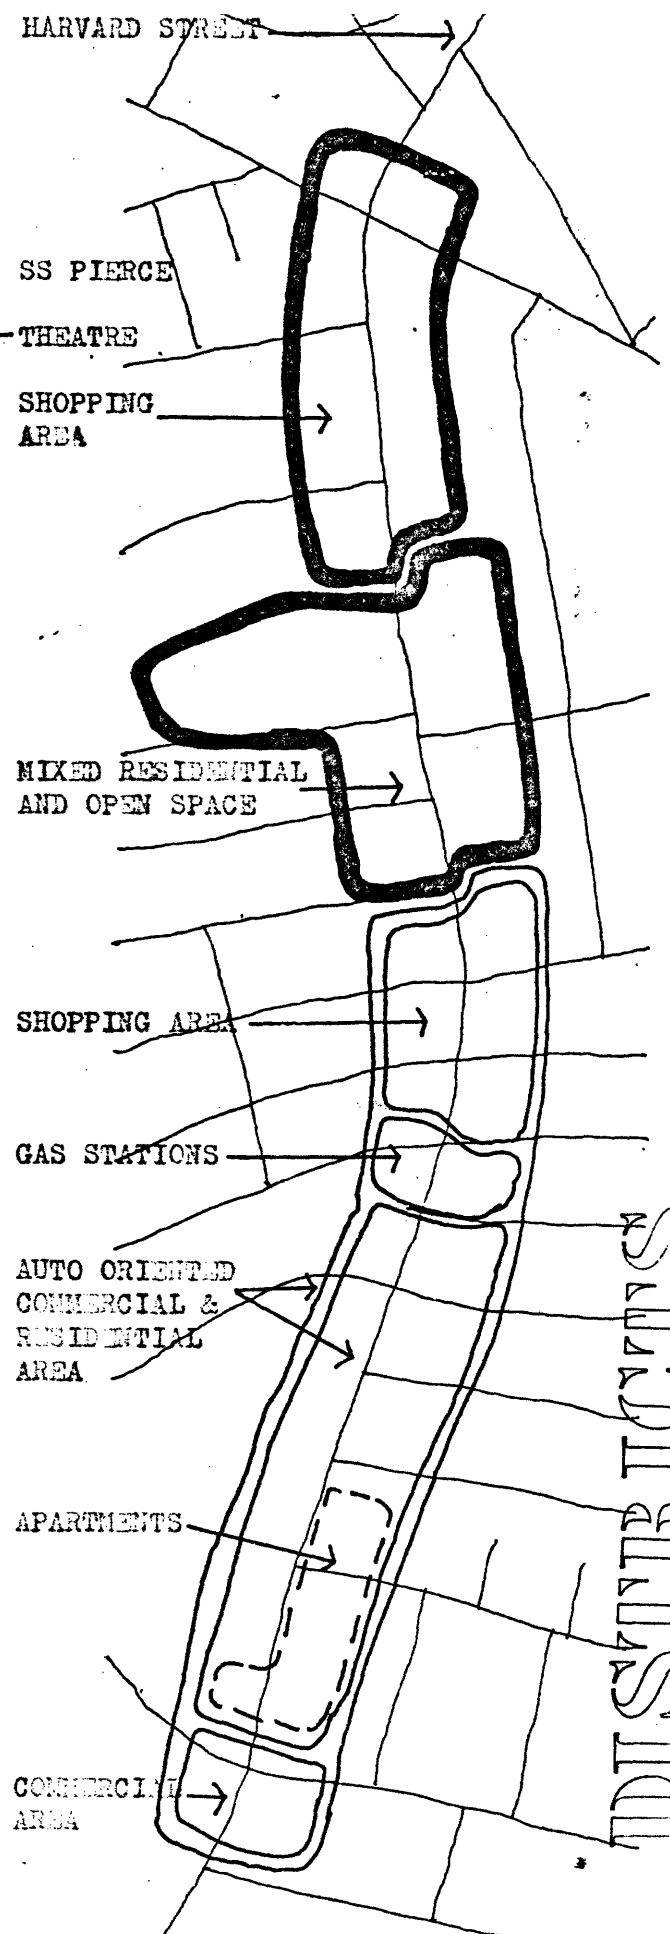 HARVARD STREET
SS PIERCE
THEATRE
SHOPPING
AREA
MIXED RESIDENTIAL
AND OPEN SPACE
SHOPPING AREA
GAS STATIONS
AUTO ORIENTED
COMMERCIAL &
RESIDENTIAL
AREA
APARTMENTS
COMMERCIAL
AREA
DISTRICTS